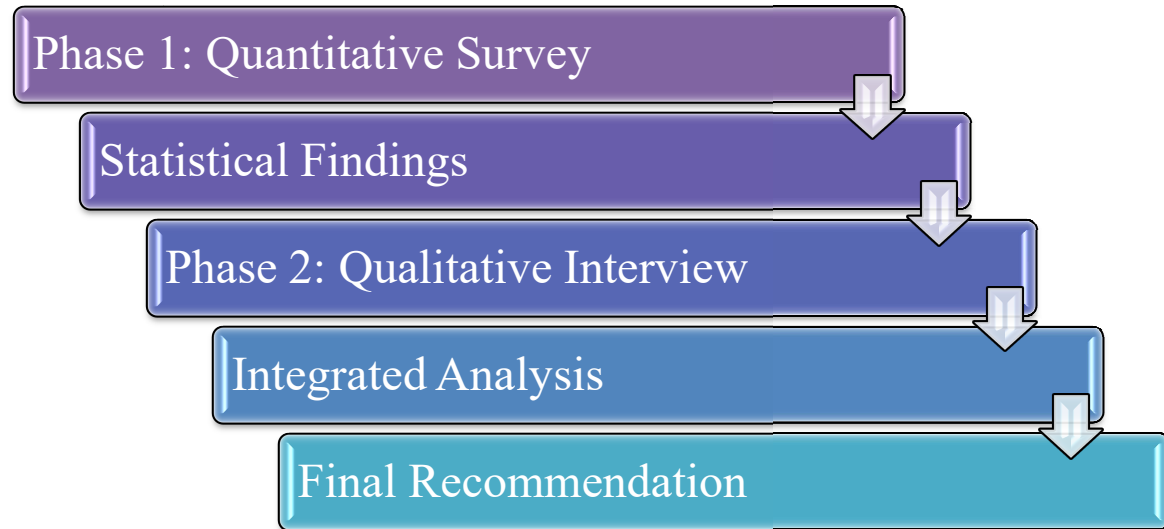 Phase 1: Quantitative Survey
Statistical Findings
Phase 2: Qualitative Interview
Integrated Analysis
Final Recommendation